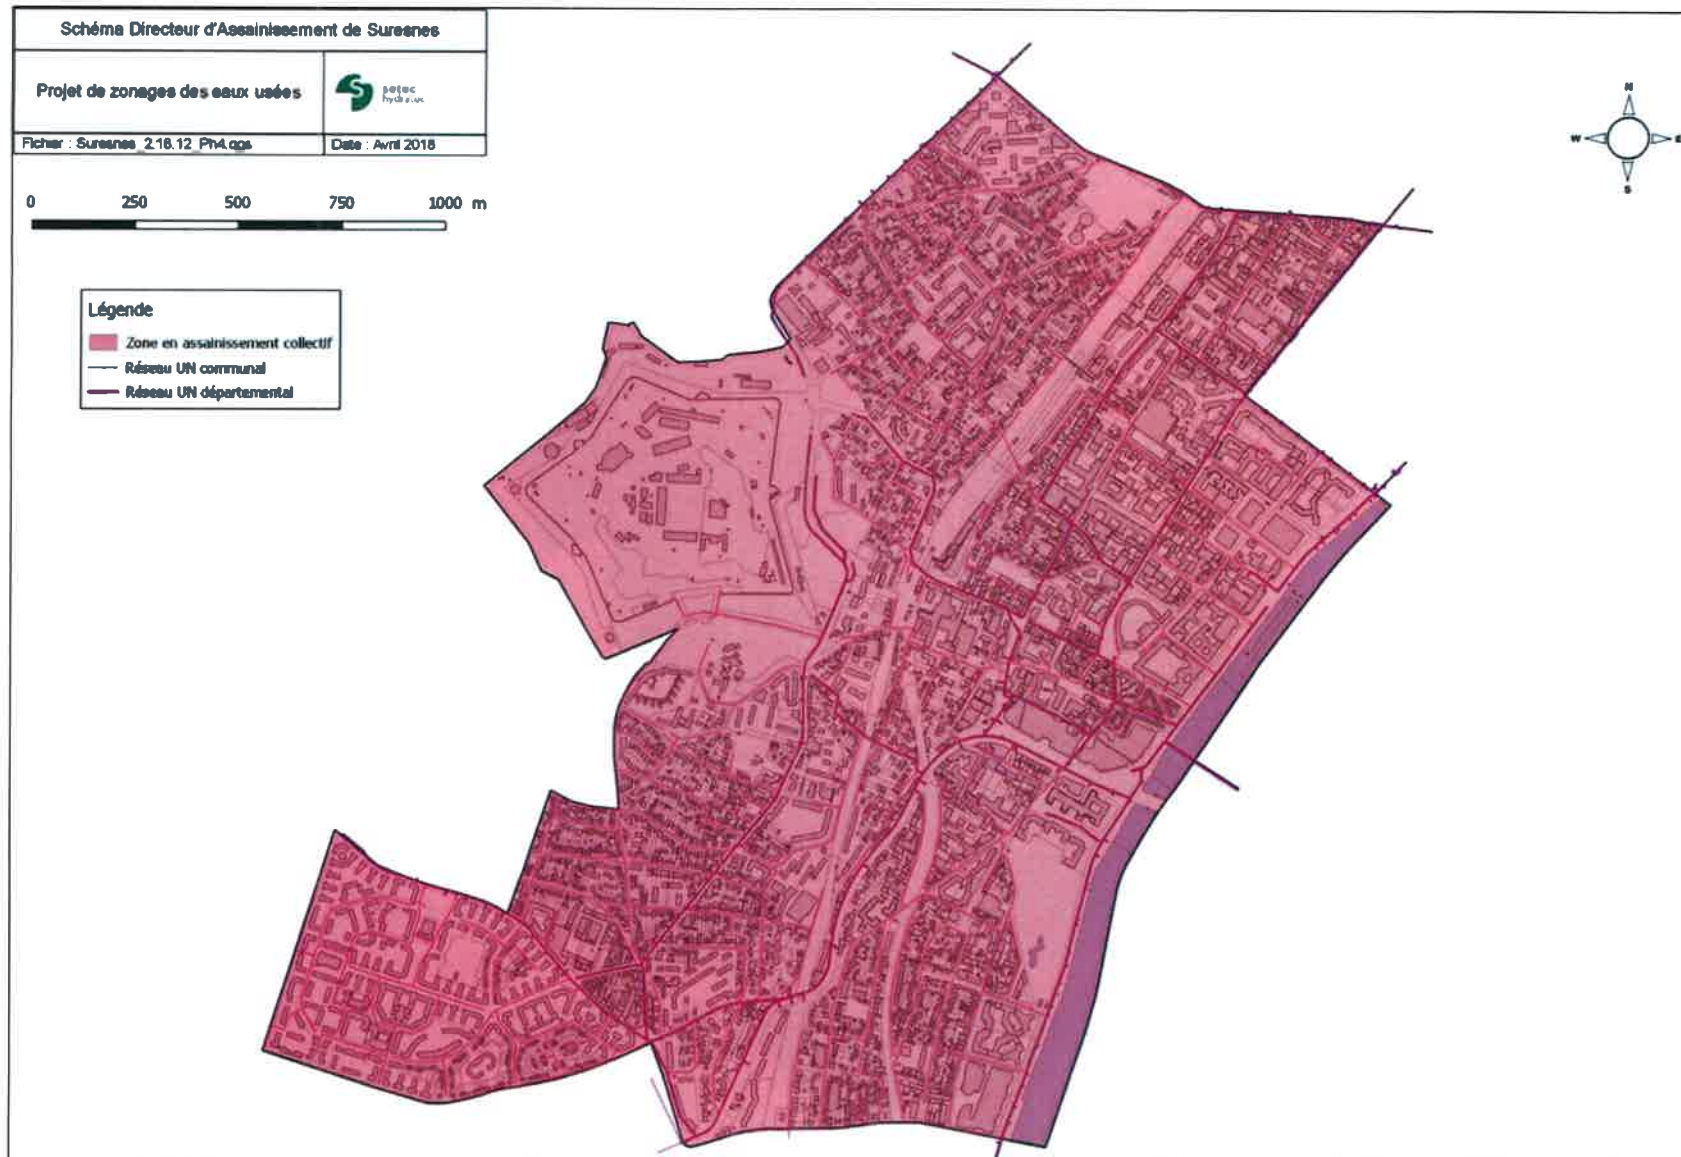 Schéma Directeur d'Assainissement de Suresnes
Projet de zonages des eaux usées
setec
hydratec
Fichier : Suresnes_2.18.12_Ph4.qgs
Date : Avril 2018
N
W
E
S
0 250 500 750 1000 m
Légende
Zone en assainissement collectif
Réseau UN communal
Réseau UN départemental